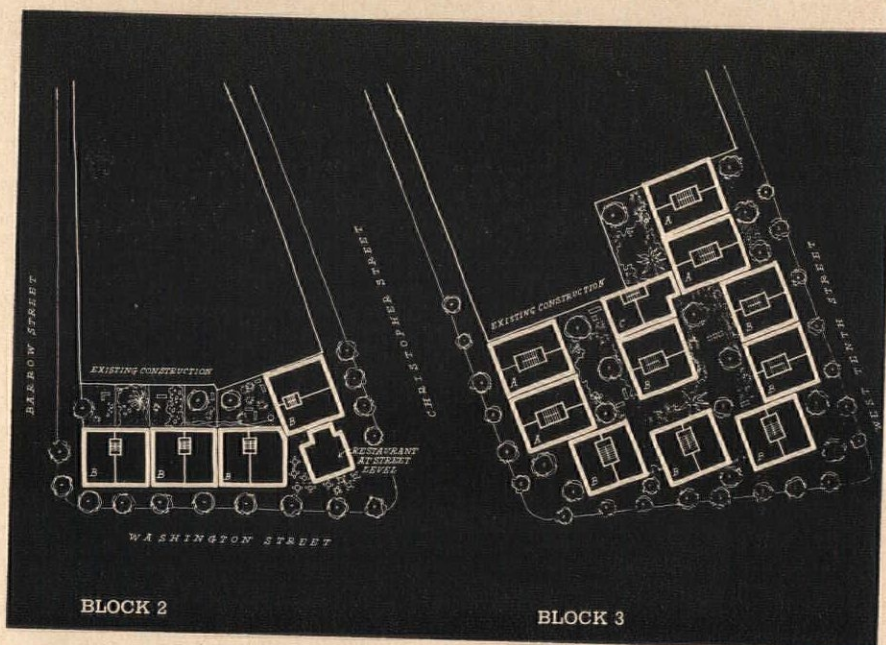 BARROW STREET
EXISTING CONSTRUCTION
B
B
B
B
RESTAURANT
AT STREET
LEVEL
WASHINGTON STREET
CHRISTOPHER STREET
BLOCK 2
EXISTING CONSTRUCTION
A
A
C
B
A
B
A
B
B
B
B
WEST TENTH STREET
BLOCK 3